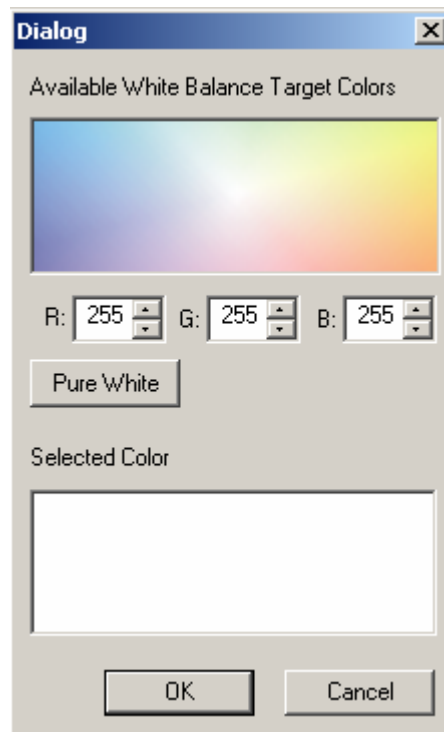 Dialog
Available White Balance Target Colors
R: 255 G: 255 B: 255
Pure White
Selected Color
OK Cancel